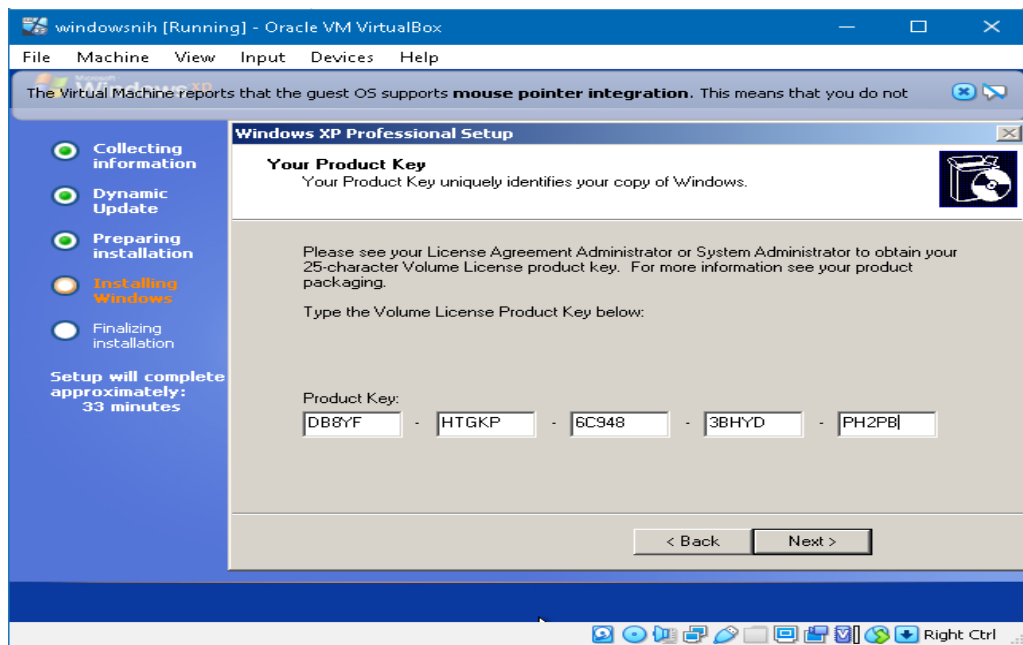 windowsnih [Running] - Oracle VM VirtualBox
File Machine View Input Devices Help
The Virtual Machine reports that the guest OS supports mouse pointer integration. This means that you do not
Windows XP Professional Setup
Collecting
information
Dynamic
Update
Preparing
installation
Installing
Windows
Finalizing
installation
Setup will complete
approximately:
33 minutes
Your Product Key
Your Product Key uniquely identifies your copy of Windows.
Please see your License Agreement Administrator or System Administrator to obtain your
25-character Volume License product key. For more information see your product
packaging.
Type the Volume License Product Key below:
Product Key:
DB8YF - HTGKP - 6C948 - 3BHYD - PH2PB
< Back Next >
Right Ctrl